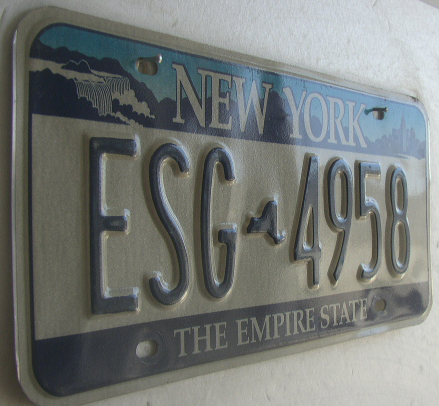 NEW YORK
ESG 4958
THE EMPIRE STATE